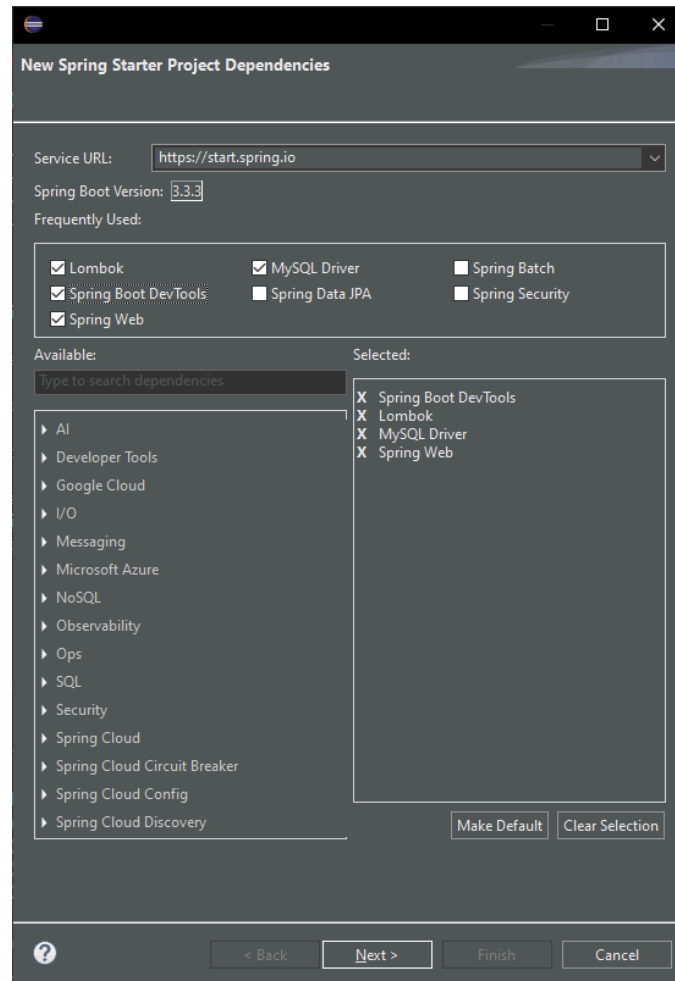 New Spring Starter Project Dependencies
Service URL: https://start.spring.io
Spring Boot Version: 3.3.3
Frequently Used:
Lombok MySQL Driver Spring Batch
Spring Boot DevTools Spring Data JPA Spring Security
Spring Web
Available: Selected:
Type to search dependencies
X Spring Boot DevTools
X Lombok
X MySQL Driver
X Spring Web
AI
Developer Tools
Google Cloud
I/O
Messaging
Microsoft Azure
NoSQL
Observability
Ops
SQL
Security
Spring Cloud
Spring Cloud Circuit Breaker
Spring Cloud Config
Spring Cloud Discovery
Make Default Clear Selection
? < Back Next > Finish Cancel